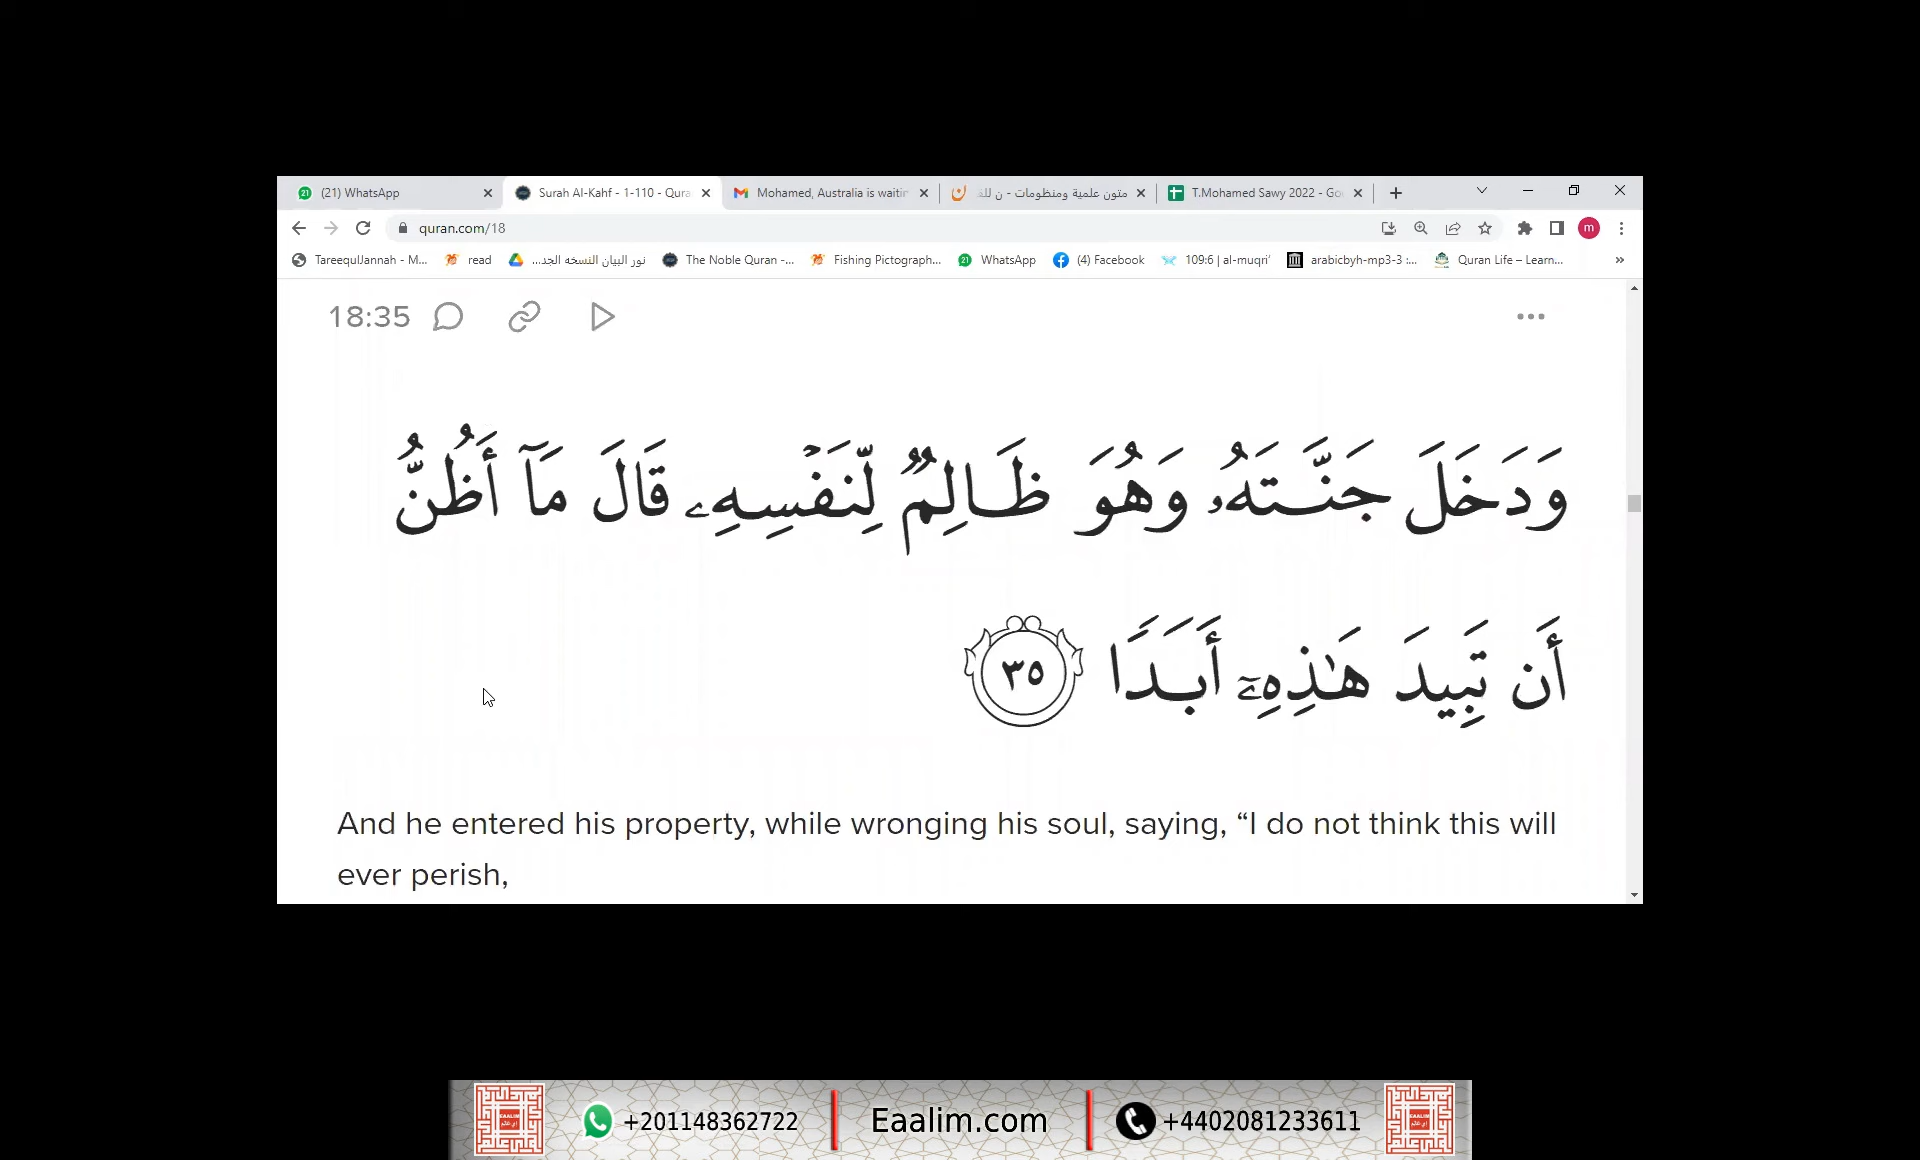 (21) WhatsApp
Surah Al-Kahf - 1-110 - Qura
Mohamed, Australia is waitin
متون علمية ومنظومات - ن للة
T.Mohamed Sawy 2022 - Go
quran.com/18
m
TareequlJannah - M...
read
نور البيان النسخه الجد...
The Noble Quran -...
Fishing Pictograph...
WhatsApp
(4) Facebook
109:6 | al-muqri'
arabicbyh-mp3-3 :...
Quran Life – Learn...
18:35
وَدَخَلَ جَنَّتَهُۥ وَهُوَ ظَالِمٌ لِّنَفْسِهِۦ قَالَ مَآ أَظُنُّ
أَن تَبِيدَ هَـٰذِهِۦٓ أَبَدًا ٣٥
And he entered his property, while wronging his soul, saying, “I do not think this will
ever perish,
+201148362722
Eaalim.com
+4402081233611